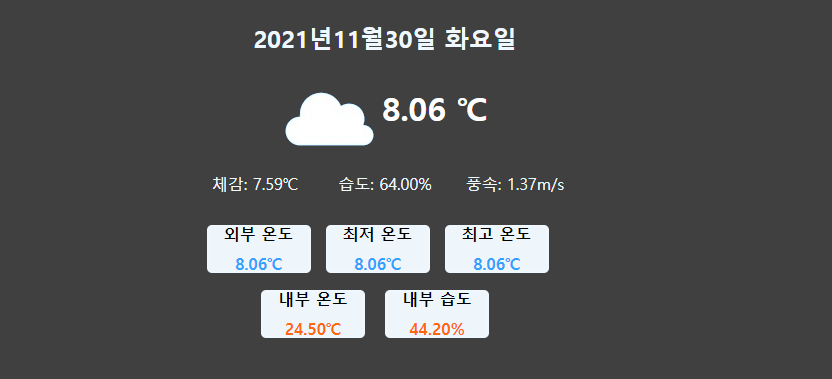 2021년11월30일 화요일
8.06 ℃
체감: 7.59℃ 습도: 64.00% 풍속: 1.37m/s
외부 온도 최저 온도 최고 온도
8.06℃ 8.06℃ 8.06℃
내부 온도 내부 습도
24.50℃ 44.20%